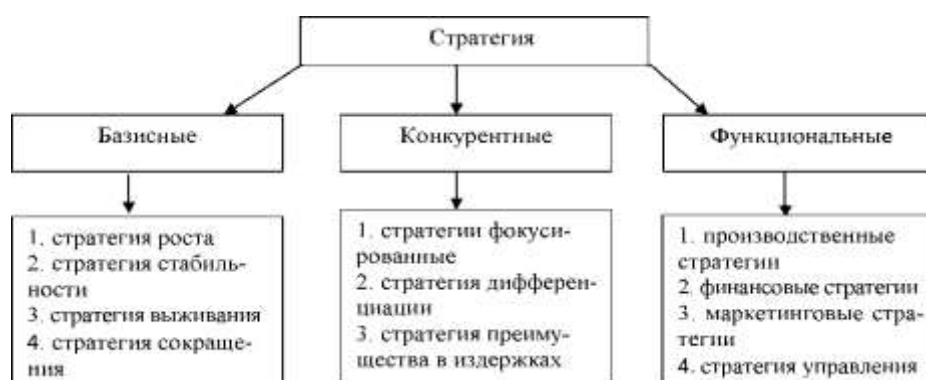 Стратегия
Базисные
Конкурентные
Функциональные
1. стратегия роста
2. стратегия стабиль-
ности
3. стратегия выживания
4. стратегия сокраще-
ния
1. стратегии фокуси-
рованные
2. стратегия дифферен-
циации
3. стратегия преиму-
щества в издержках
1. производственные
стратегии
2. финансовые стратегии
3. маркетинговые стра-
тегии
4. стратегия управления